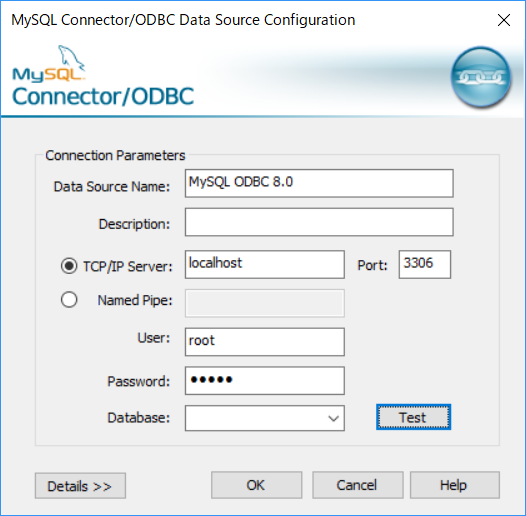 MySQL Connector/ODBC Data Source Configuration
MySQL
Connector/ODBC
Connection Parameters
Data Source Name: MySQL ODBC 8.0
Description:
TCP/IP Server: localhost Port: 3306
Named Pipe:
User: root
Password: •••••
Database: Test
Details >> OK Cancel Help